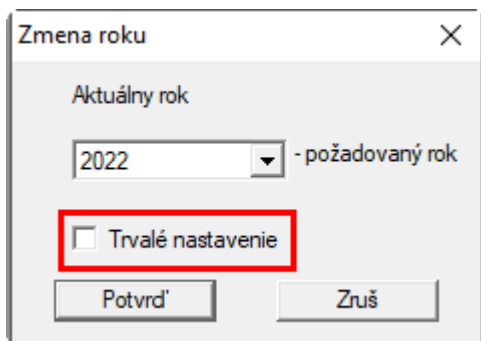 Zmena roku
Aktuálny rok
2022 - požadovaný rok
Trvalé nastavenie
Potvrď Zruš